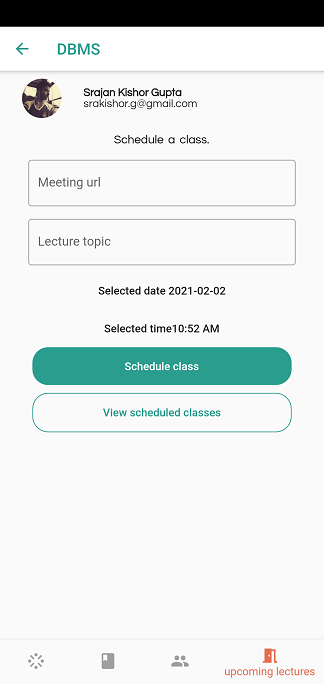 DBMS
Srajan Kishor Gupta
srakishor.g@gmail.com
Schedule a class.
Meeting url
Lecture topic
Selected date 2021-02-02
Selected time10:52 AM
Schedule class
View scheduled classes
upcoming lectures